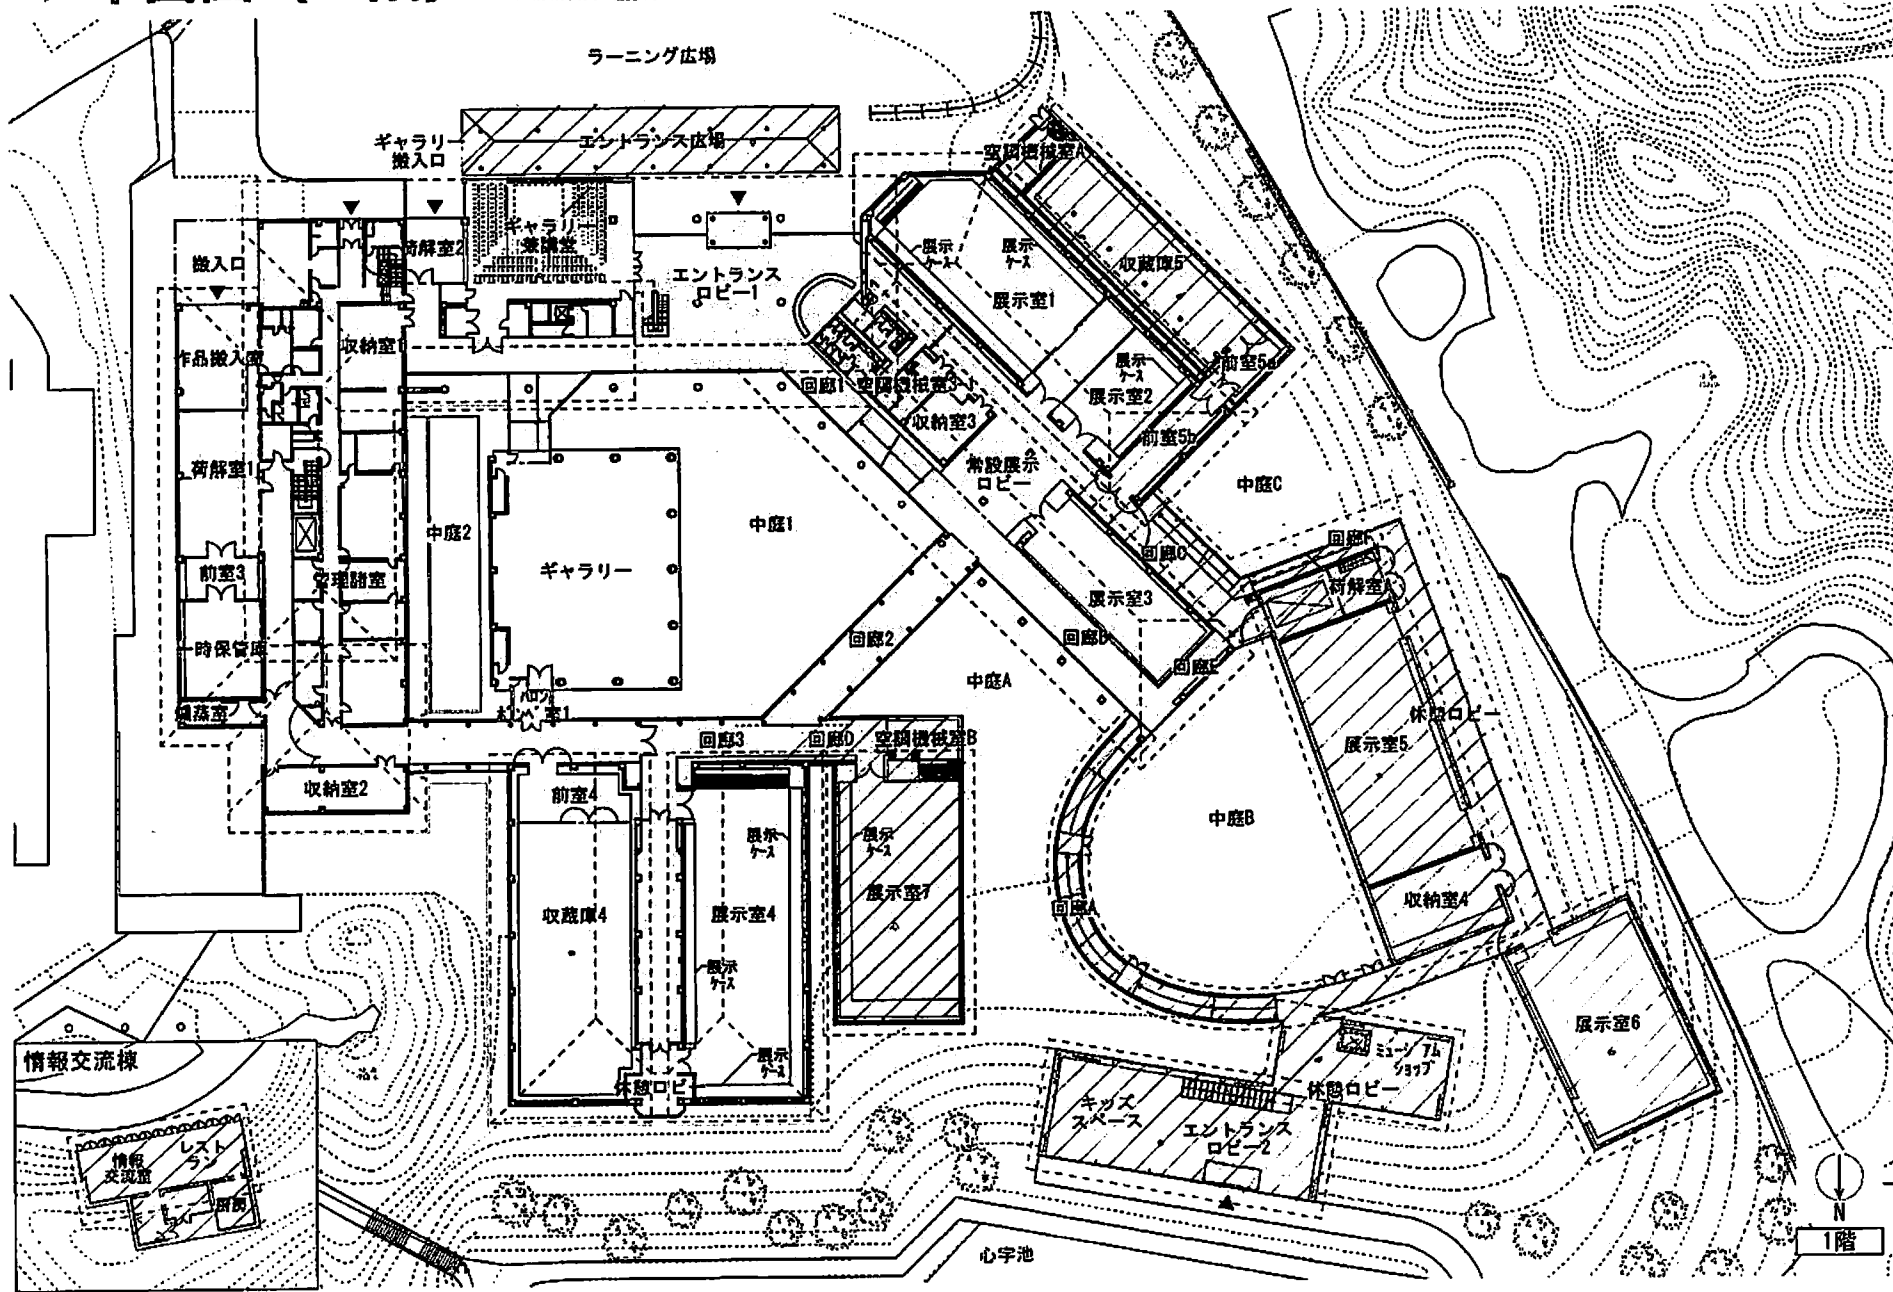 ラーニング広場
ギャラリー
搬入口
エントランス広場
空調機械室A
ギャラリー
兼講堂
荷解室2
搬入口
エントランス
ロビー1
展示
ケース
展示
ケース
収蔵庫5
展示室1
作品搬入室
収納室1
回廊1
空調機械室3
展示
ケース
展示室2
前室5a
収納室3
前室5b
荷解室1
常設展示
ロビー
中庭C
中庭2
中庭1
回廊C
回廊F
前室3
管理諸室
ギャラリー
展示室3
荷解室A
一時保管庫
回廊2
回廊B
回廊E
中庭A
燻蒸室
室1
休憩ロビー
回廊3
回廊D
空調機械室B
展示室5
収納室2
前室4
展示
ケース
展示
ケース
中庭B
収蔵庫4
展示室4
展示室7
回廊A
収納室4
展示
ケース
展示室6
展示
ケース
休憩ロビー
ミュージアム
ショップ
休憩ロビー
キッズ
スペース
エントランス
ロビー2
情報交流棟
情報
交流室
レスト
ラン
厨房
心字池
N
1階